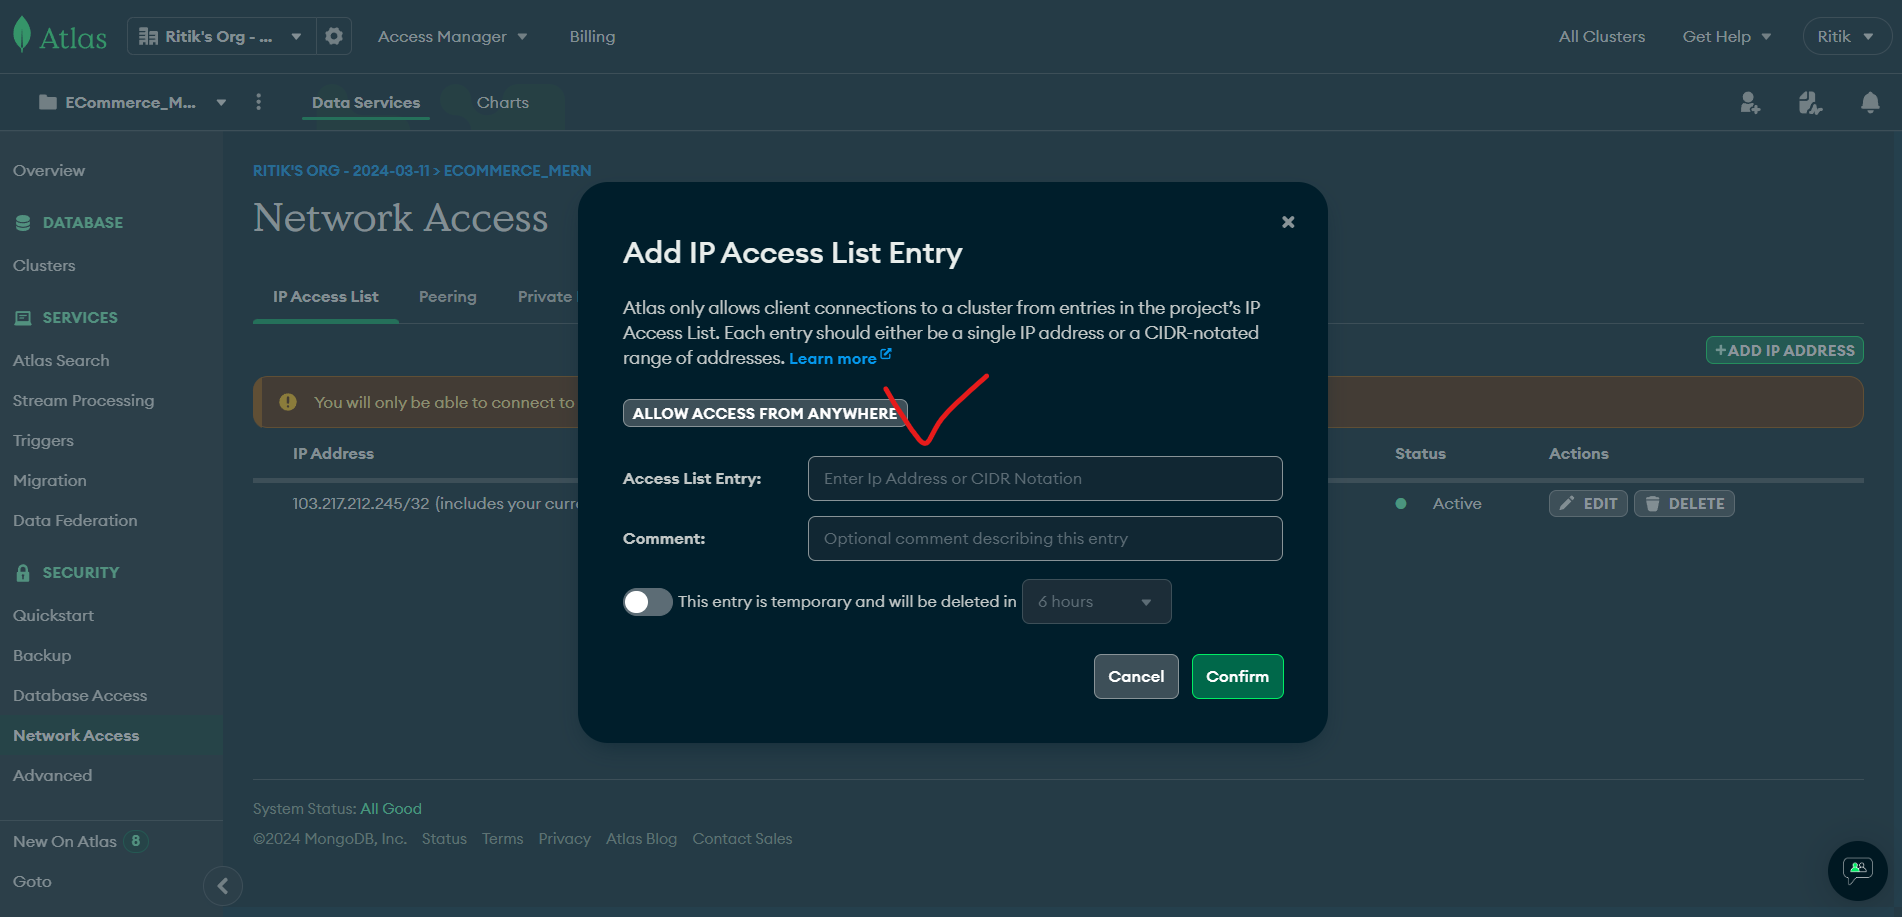 Atlas
Ritik's Org - ...
Access Manager
Billing
All Clusters
Get Help
Ritik
ECommerce_M...
Data Services
Charts
Overview
DATABASE
Clusters
SERVICES
Atlas Search
Stream Processing
Triggers
Migration
Data Federation
SECURITY
Quickstart
Backup
Database Access
Network Access
Advanced
New On Atlas 8
Goto
RITIK'S ORG - 2024-03-11 > ECOMMERCE_MERN
Network Access
IP Access List
Peering
Private
+ADD IP ADDRESS
You will only be able to connect to
IP Address
Status
Actions
103.217.212.245/32 (includes your curr
Active
EDIT
DELETE
Add IP Access List Entry
Atlas only allows client connections to a cluster from entries in the project’s IP
Access List. Each entry should either be a single IP address or a CIDR-notated
range of addresses. Learn more
ALLOW ACCESS FROM ANYWHERE
Access List Entry:
Enter Ip Address or CIDR Notation
Comment:
Optional comment describing this entry
This entry is temporary and will be deleted in
6 hours
Cancel
Confirm
System Status: All Good
©2024 MongoDB, Inc.
Status
Terms
Privacy
Atlas Blog
Contact Sales